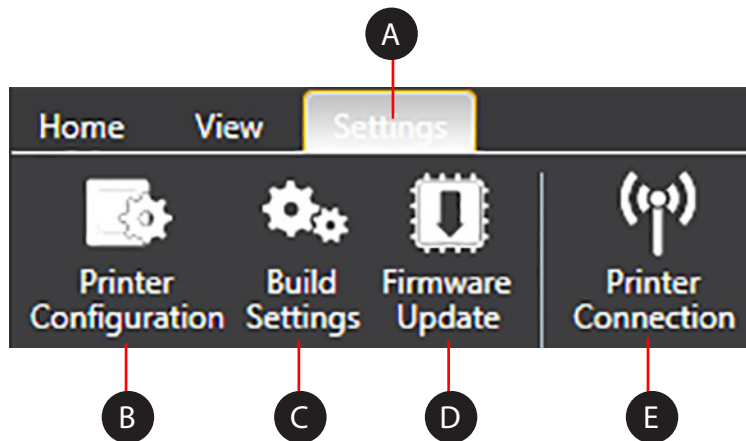 A
Home View Settings
Printer Configuration
Build Settings
Firmware Update
Printer Connection
B C D E